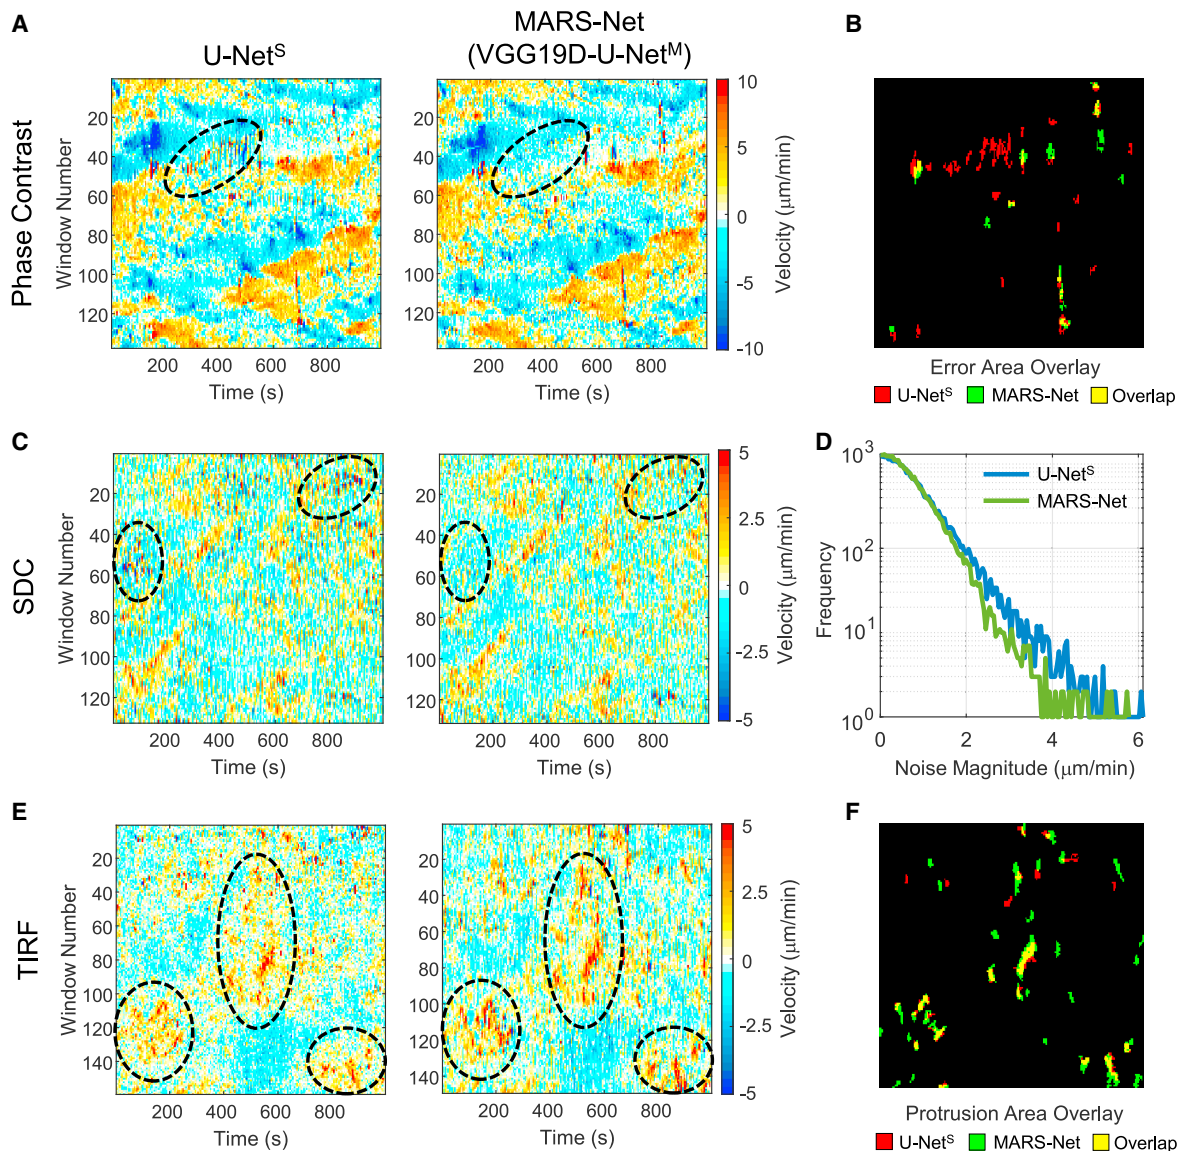 A
U-Net^S
MARS-Net
(VGG19D-U-Net^M)
B
Phase Contrast
Window Number
20
40
60
80
100
120
200 400 600 800
Time (s)
200 400 600 800
Time (s)
10
5
0
-5
-10
Velocity (μm/min)
Error Area Overlay
U-Net^S MARS-Net Overlap
C
SDC
Window Number
20
40
60
80
100
120
200 400 600 800
Time (s)
20
40
60
80
100
120
200 400 600 800
Time (s)
5
2.5
0
-2.5
-5
Velocity (μm/min)
D
U-Net^S
MARS-Net
Frequency
10^3
10^2
10^1
10^0
0 2 4 6
Noise Magnitude (μm/min)
E
TIRF
Window Number
20
40
60
80
100
120
140
200 400 600 800
Time (s)
20
40
60
80
100
120
140
200 400 600 800
Time (s)
5
2.5
0
-2.5
-5
Velocity (μm/min)
F
Protrusion Area Overlay
U-Net^S MARS-Net Overlap